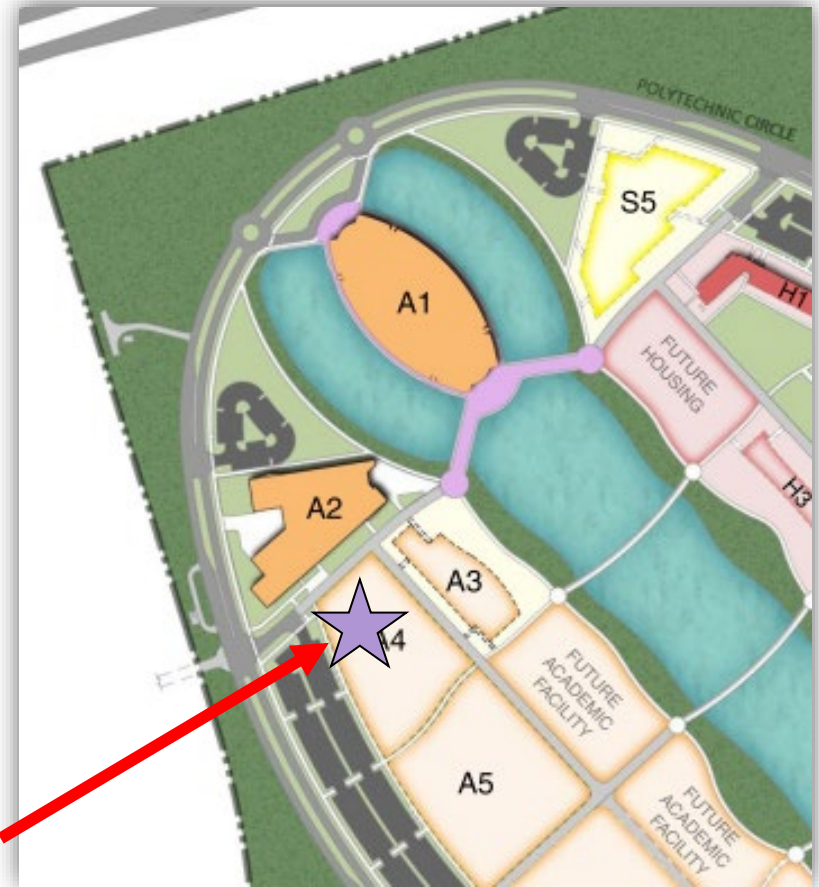 POLYTECHNIC CIRCLE
S5
A1
H1
FUTURE
HOUSING
H3
A2
A3
A4
FUTURE
ACADEMIC
FACILITY
A5
FUTURE
ACADEMIC
FACILITY